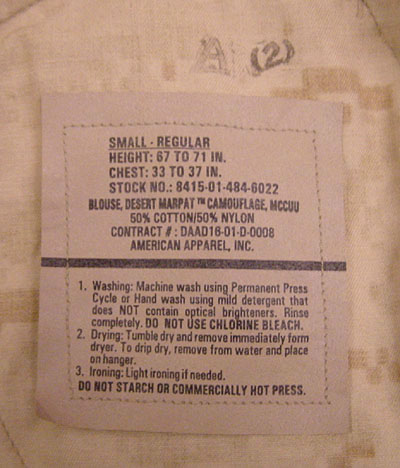 A (2)
SMALL - REGULAR
HEIGHT: 67 TO 71 IN.
CHEST: 33 TO 37 IN.
STOCK NO.: 8415-01-484-6022
BLOUSE, DESERT MARPAT™ CAMOUFLAGE, MCCUU
50% COTTON/50% NYLON
CONTRACT #: DAAD16-01-D-0008
AMERICAN APPAREL, INC.
1. Washing: Machine wash using Permanent Press
Cycle or Hand wash using mild detergent that
does NOT contain optical brighteners. Rinse
completely. DO NOT USE CHLORINE BLEACH.
2. Drying: Tumble dry and remove immediately form
dryer. To drip dry, remove from water and place
on hanger.
3. Ironing: Light ironing if needed.
DO NOT STARCH OR COMMERCIALLY HOT PRESS.